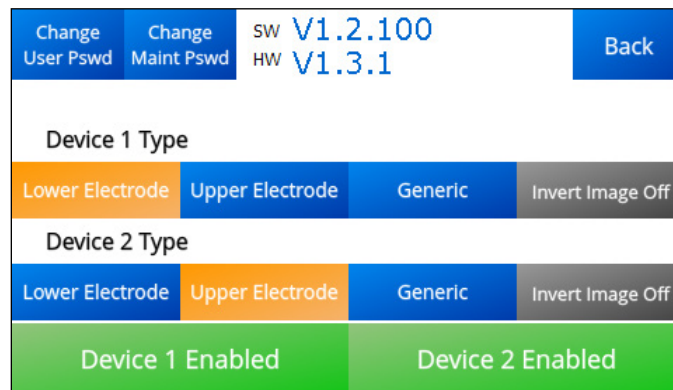 Change User Pswd
Change Maint Pswd
SW V1.2.100
HW V1.3.1
Back
Device 1 Type
Lower Electrode
Upper Electrode
Generic
Invert Image Off
Device 2 Type
Lower Electrode
Upper Electrode
Generic
Invert Image Off
Device 1 Enabled
Device 2 Enabled